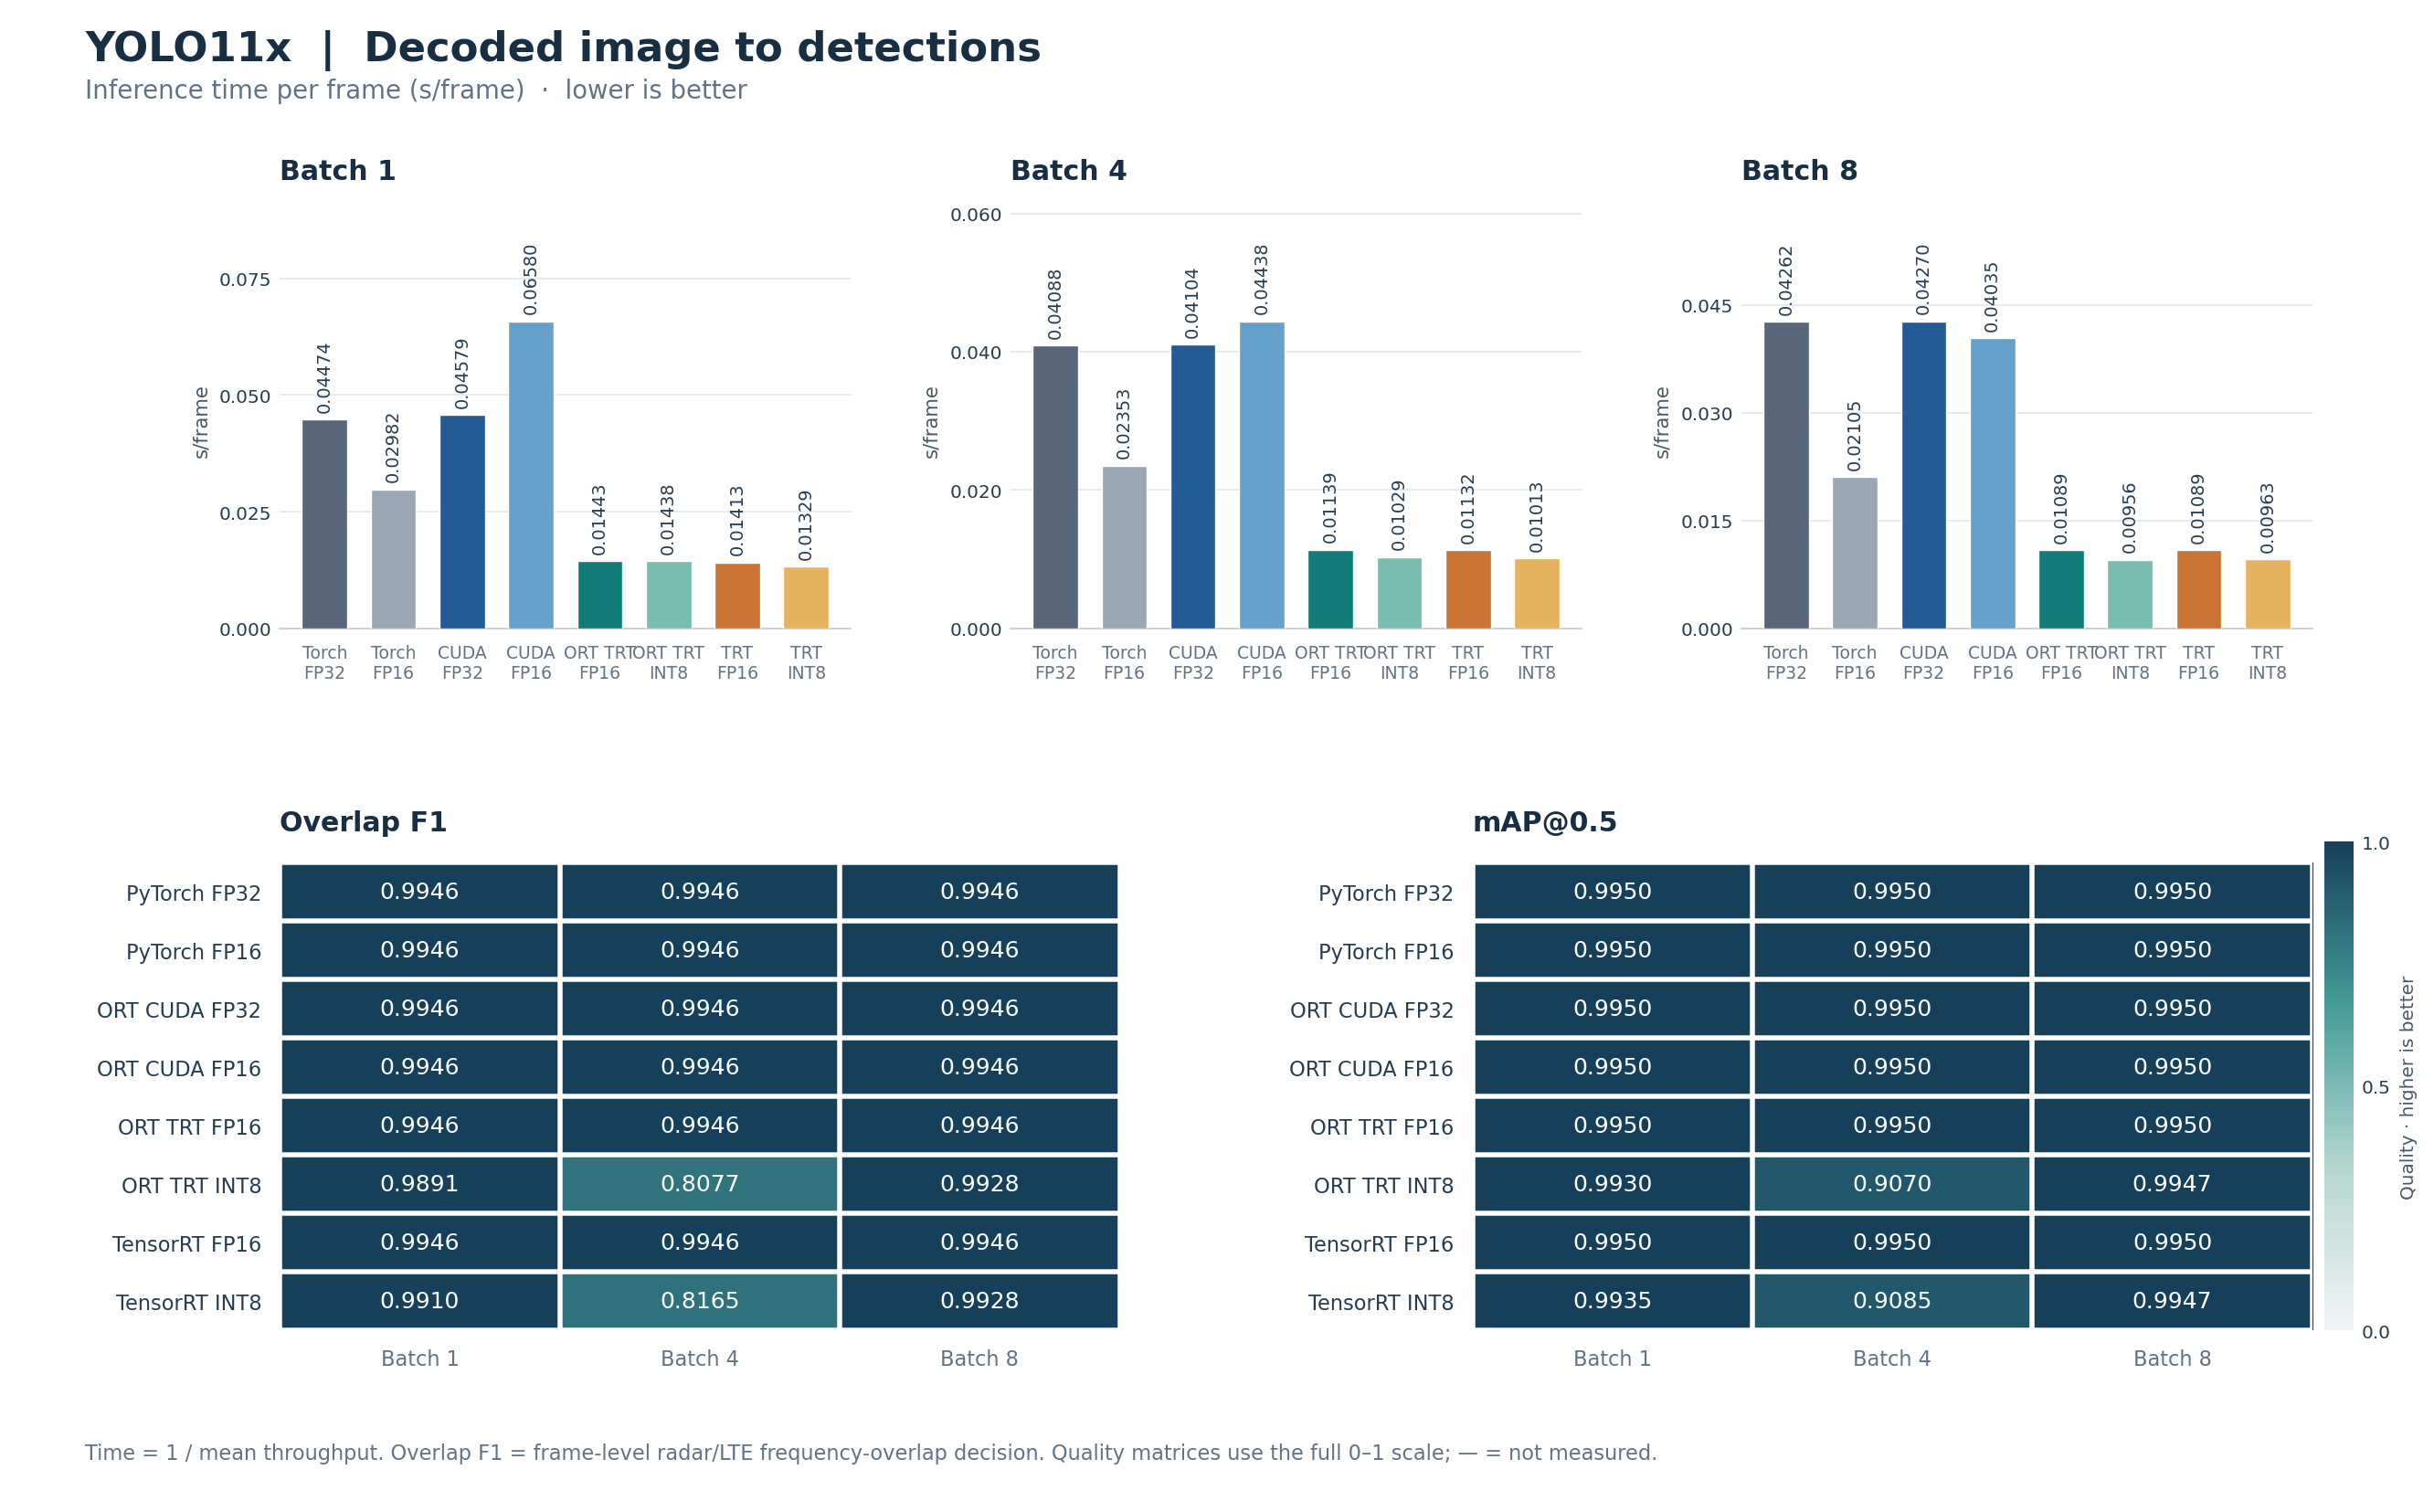 YOLO11x | Decoded image to detections
Inference time per frame (s/frame) · lower is better
Batch 1
s/frame
0.075
0.050
0.025
0.000
0.04474
0.02982
0.04579
0.06580
0.01443
0.01438
0.01413
0.01329
Torch FP32
Torch FP16
CUDA FP32
CUDA FP16
ORT TRT FP16
ORT TRT INT8
TRT FP16
TRT INT8
Batch 4
s/frame
0.060
0.040
0.020
0.000
0.04088
0.02353
0.04104
0.04438
0.01139
0.01029
0.01132
0.01013
Torch FP32
Torch FP16
CUDA FP32
CUDA FP16
ORT TRT FP16
ORT TRT INT8
TRT FP16
TRT INT8
Batch 8
s/frame
0.045
0.030
0.015
0.000
0.04262
0.02105
0.04270
0.04035
0.01089
0.00956
0.01089
0.00963
Torch FP32
Torch FP16
CUDA FP32
CUDA FP16
ORT TRT FP16
ORT TRT INT8
TRT FP16
TRT INT8
Overlap F1
PyTorch FP32 0.9946 0.9946 0.9946
PyTorch FP16 0.9946 0.9946 0.9946
ORT CUDA FP32 0.9946 0.9946 0.9946
ORT CUDA FP16 0.9946 0.9946 0.9946
ORT TRT FP16 0.9946 0.9946 0.9946
ORT TRT INT8 0.9891 0.8077 0.9928
TensorRT FP16 0.9946 0.9946 0.9946
TensorRT INT8 0.9910 0.8165 0.9928
Batch 1 Batch 4 Batch 8
mAP@0.5
PyTorch FP32 0.9950 0.9950 0.9950
PyTorch FP16 0.9950 0.9950 0.9950
ORT CUDA FP32 0.9950 0.9950 0.9950
ORT CUDA FP16 0.9950 0.9950 0.9950
ORT TRT FP16 0.9950 0.9950 0.9950
ORT TRT INT8 0.9930 0.9070 0.9947
TensorRT FP16 0.9950 0.9950 0.9950
TensorRT INT8 0.9935 0.9085 0.9947
Batch 1 Batch 4 Batch 8
1.0
0.5
0.0
Quality · higher is better
Time = 1 / mean throughput. Overlap F1 = frame-level radar/LTE frequency-overlap decision. Quality matrices use the full 0–1 scale; — = not measured.